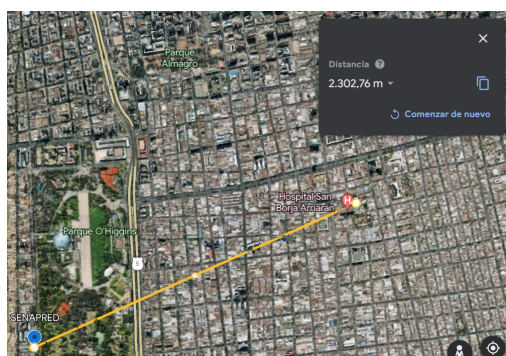 Parque
Almagro
Distancia ?
2.302,76 m
Comenzar de nuevo
Hospital San
Borja Arriarán
H
Parque O'Higgins
5
SENAPRED